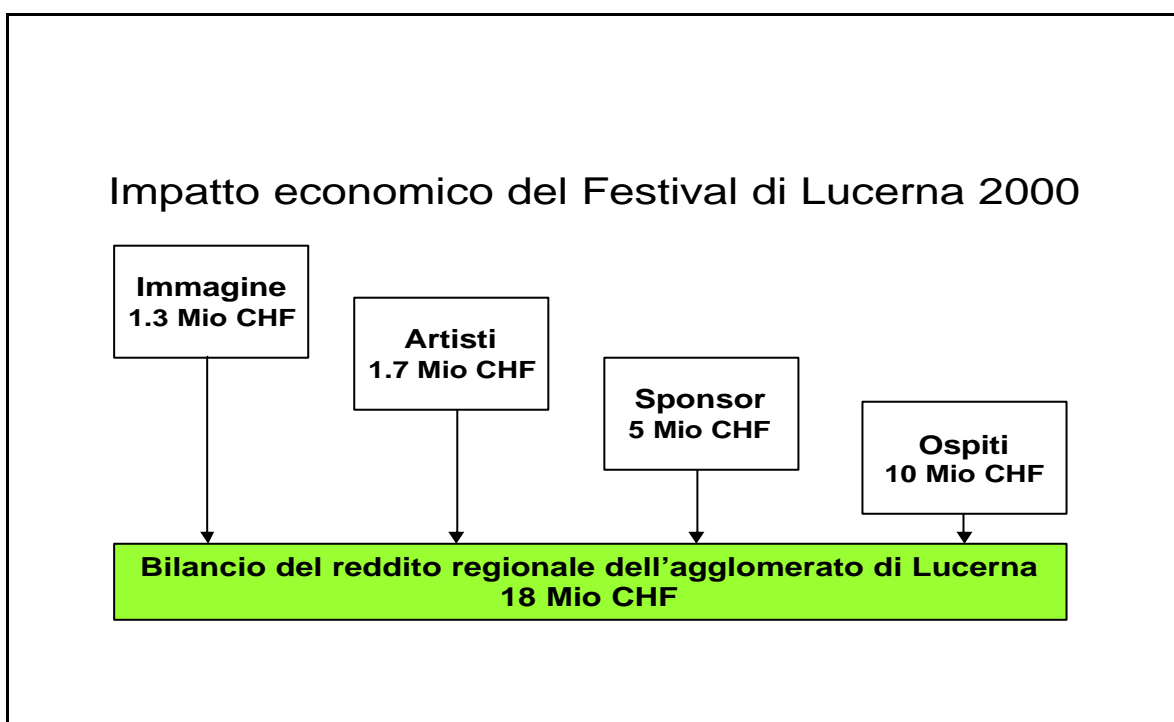 Impatto economico del Festival di Lucerna 2000
Immagine
1.3 Mio CHF
Artisti
1.7 Mio CHF
Sponsor
5 Mio CHF
Ospiti
10 Mio CHF
Bilancio del reddito regionale dell’agglomerato di Lucerna
18 Mio CHF